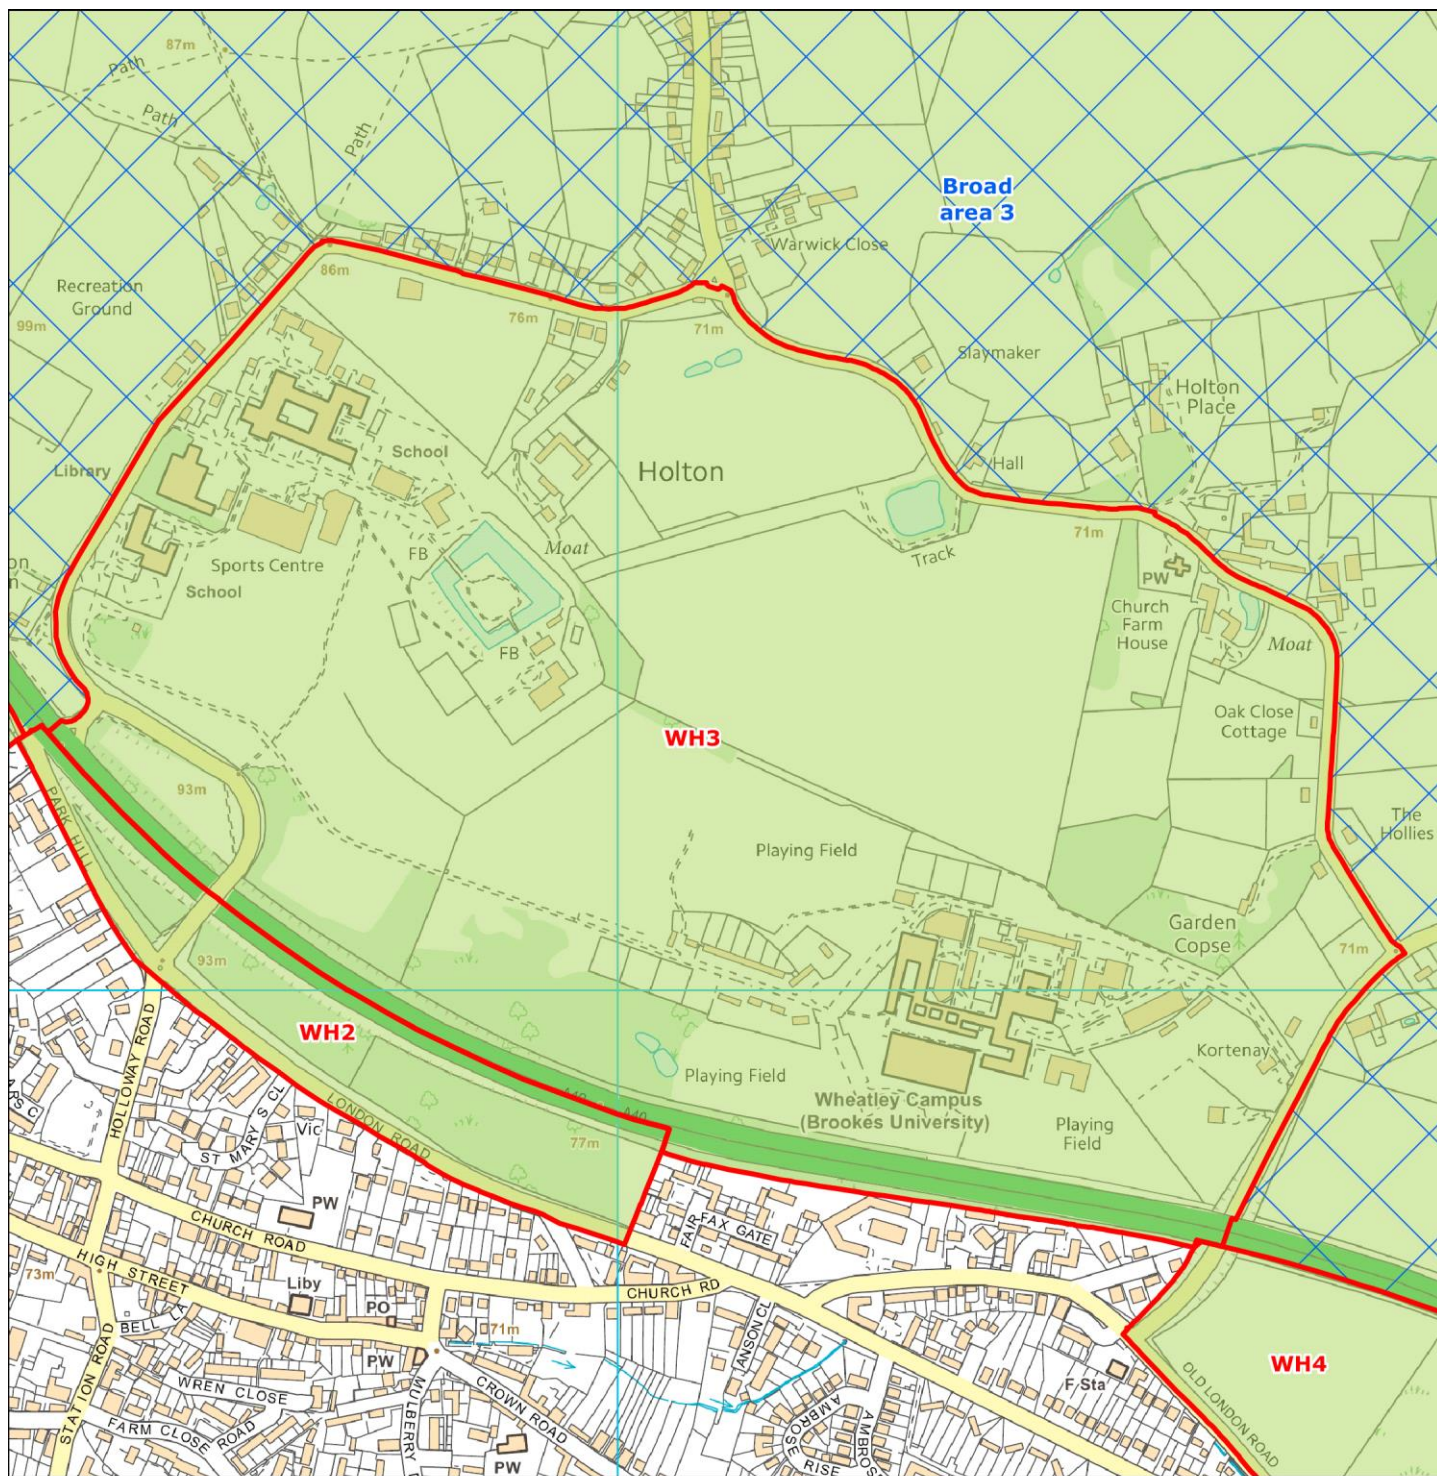 87m
Path
Path
Path
Broad
area 3
Warwick Close
86m
Recreation
Ground
99m
76m
71m
Slaymaker
Holton
Place
School
Library
Holton
Hall
Sports Centre
School
FB
Moat
Track
71m
PW
Church
Farm
House
Moat
FB
Oak Close
Cottage
WH3
93m
PARK HILL
The
Hollies
Playing Field
Garden
Copse
71m
93m
WH2
HOLLOWAY ROAD
Kortenay
Playing Field
Wheatley Campus
(Brookes University)
Playing
Field
A40
A40
77m
LONDON ROAD
ST MARY S CL
Vic
PW
CHURCH ROAD
FAIRFAX GATE
HIGH STREET
73m
Liby
PO
CHURCH RD
BELL LA
71m
STATION ROAD
PW
WREN CLOSE
MULBERRY
CROWN ROAD
FARM CLOSE ROAD
PW
ANSON CL
AMBROSE RISE
F Sta
WH4
OLD LONDON ROAD